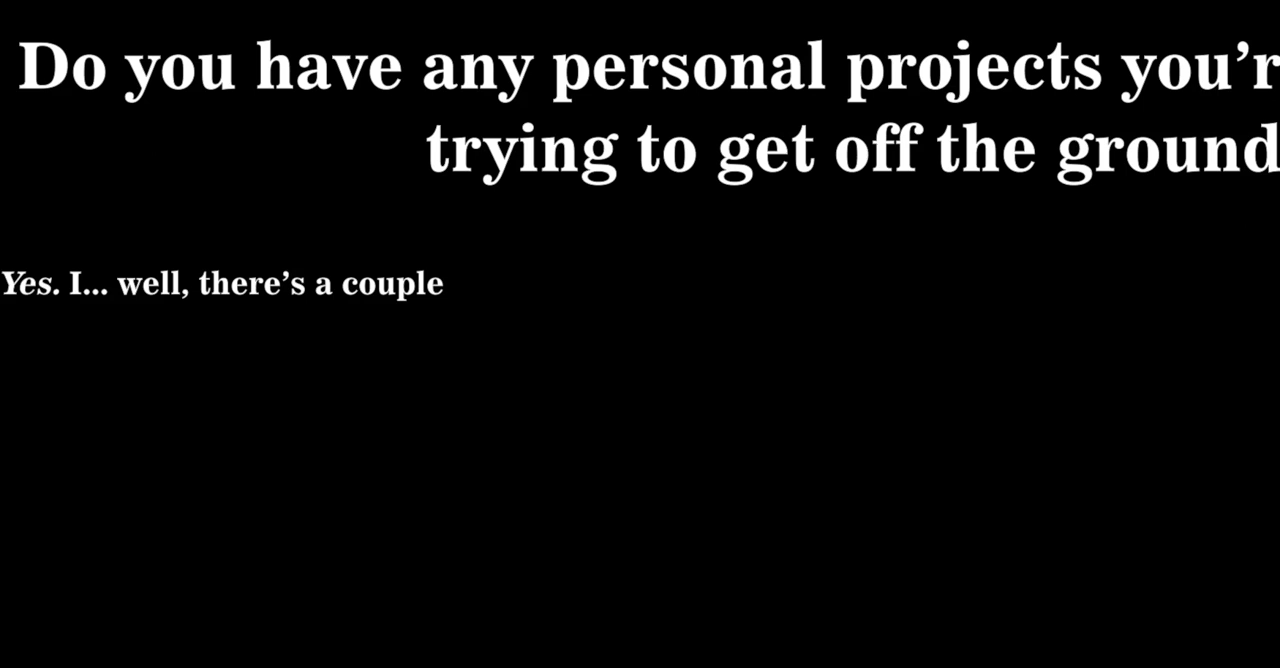 Do you have any personal projects you’r
trying to get off the ground
Yes. I... well, there’s a couple